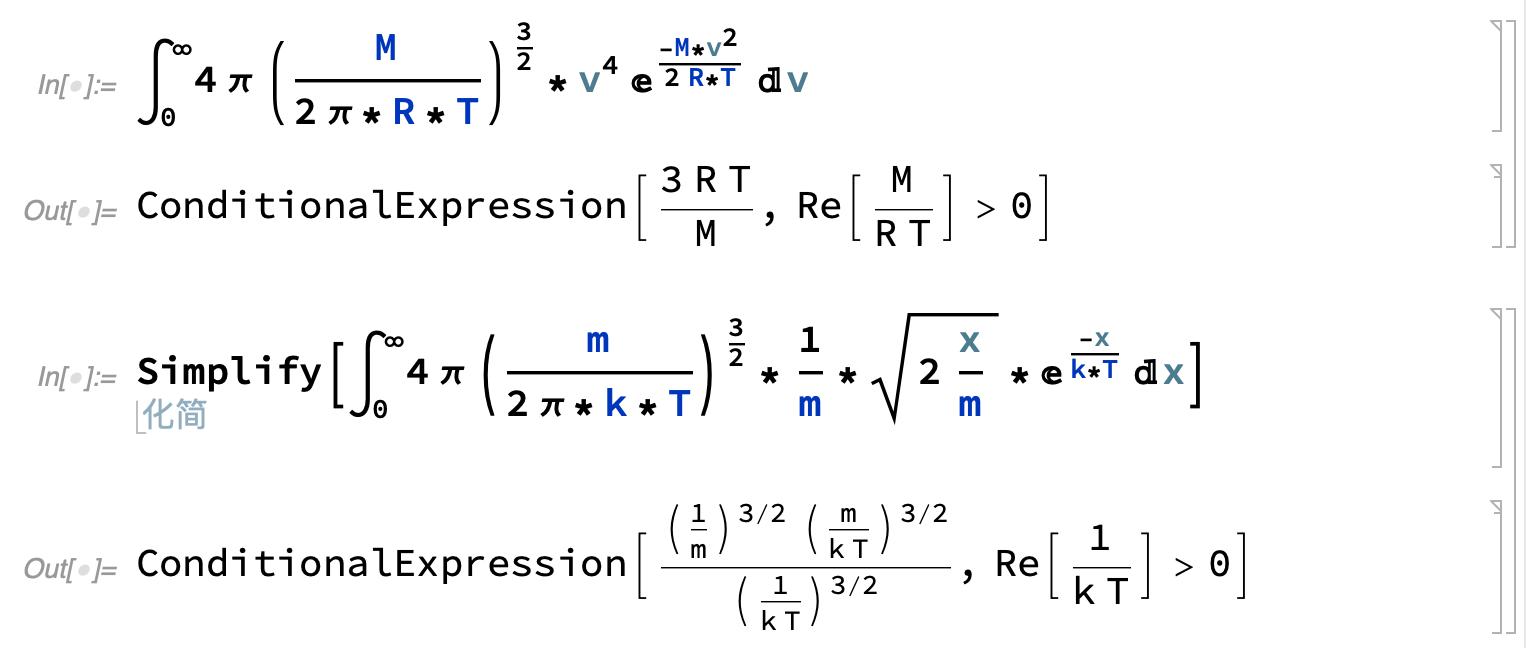 In[•]:= ∫₀^∞ 4 π (M / (2 π * R * T))^(3/2) * v^4 ⅇ^(-M*v^2 / (2 R*T)) ⅆv
Out[•]= ConditionalExpression[3 R T / M, Re[M / (R T)] > 0]
In[•]:= Simplify[∫₀^∞ 4 π (m / (2 π * k * T))^(3/2) * 1/m * √(2 x/m) * ⅇ^(-x / (k*T)) ⅆx]
化简
Out[•]= ConditionalExpression[(1/m)^(3/2) (m / (k T))^(3/2) / (1 / (k T))^(3/2), Re[1 / (k T)] > 0]